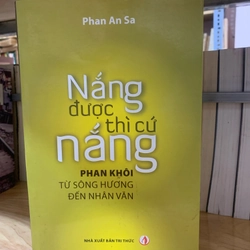 Phan An Sa
Nắng
được
thì cứ
nắng
PHAN KHÔI
TỪ SÔNG HƯƠNG
ĐẾN NHÂN VĂN
NHÀ XUẤT BẢN TRI THỨC